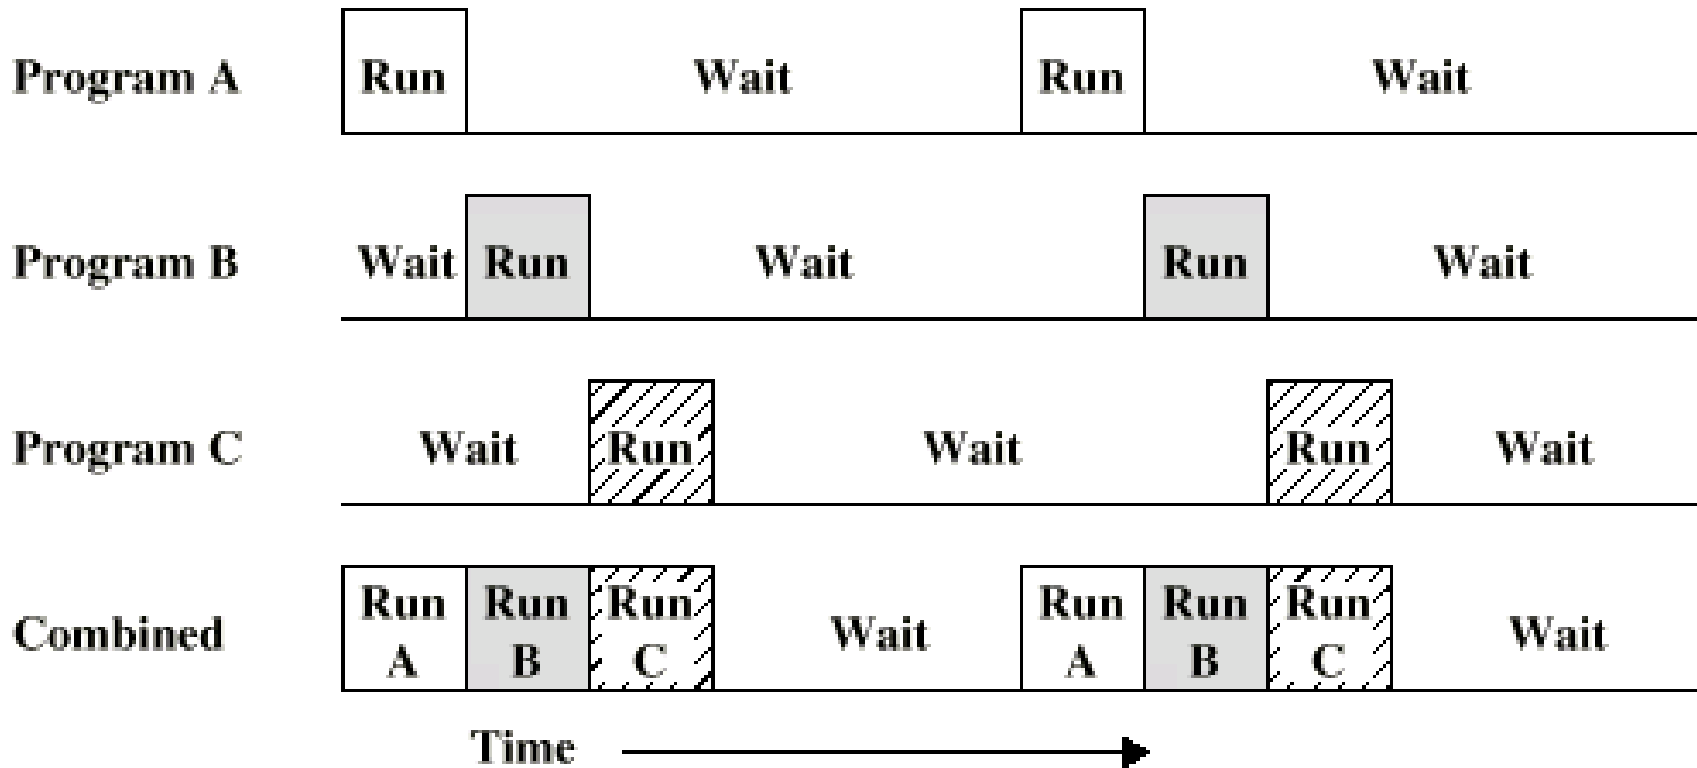 Program A Run Wait Run Wait
Program B Wait Run Wait Run Wait
Program C Wait Run Wait Run Wait
Combined Run A Run B Run C Wait Run A Run B Run C Wait
Time